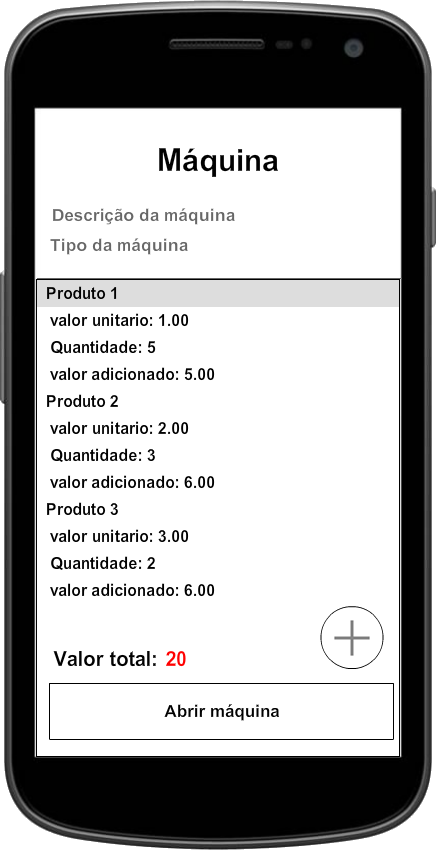 Máquina
Descrição da máquina
Tipo da máquina
Produto 1
valor unitario: 1.00
Quantidade: 5
valor adicionado: 5.00
Produto 2
valor unitario: 2.00
Quantidade: 3
valor adicionado: 6.00
Produto 3
valor unitario: 3.00
Quantidade: 2
valor adicionado: 6.00
Valor total: 20
Abrir máquina